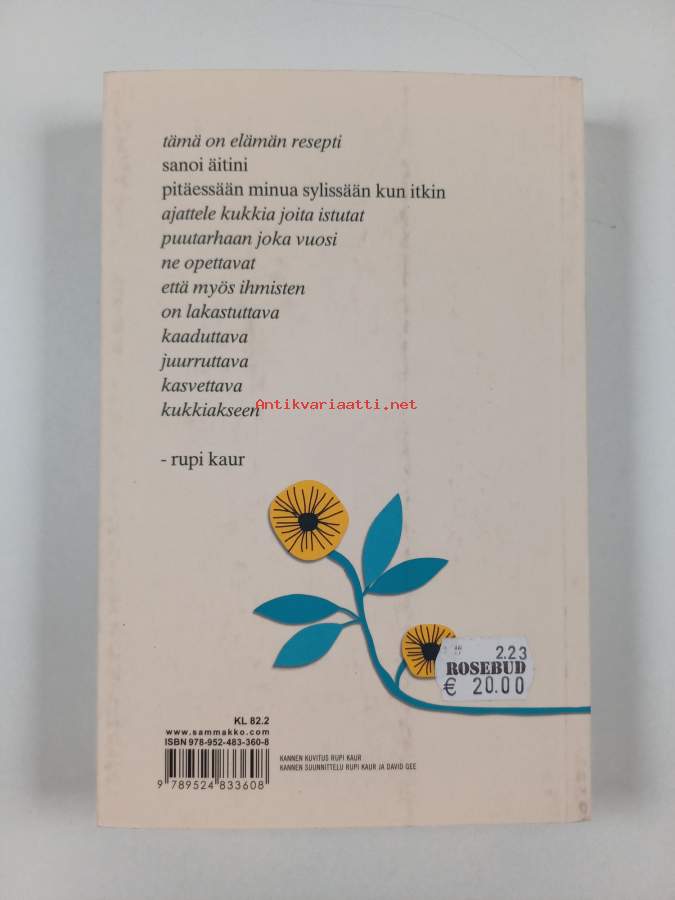 tämä on elämän resepti
sanoi äitini
pitäessään minua sylissään kun itkin
ajattele kukkia joita istutat
puutarhaan joka vuosi
ne opettavat
että myös ihmisten
on lakastuttava
kaaduttava
juurruttava
kasvettava
kukkiakseen
Antikvariaatti.net
- rupi kaur
2.23
ROSEBUD
€ 20.00
KL 82.2
www.sammakko.com
ISBN 978-952-483-360-8
9 789524 833608
KANNEN KUVITUS RUPI KAUR
KANNEN SUUNNITTELU RUPI KAUR JA DAVID GEE